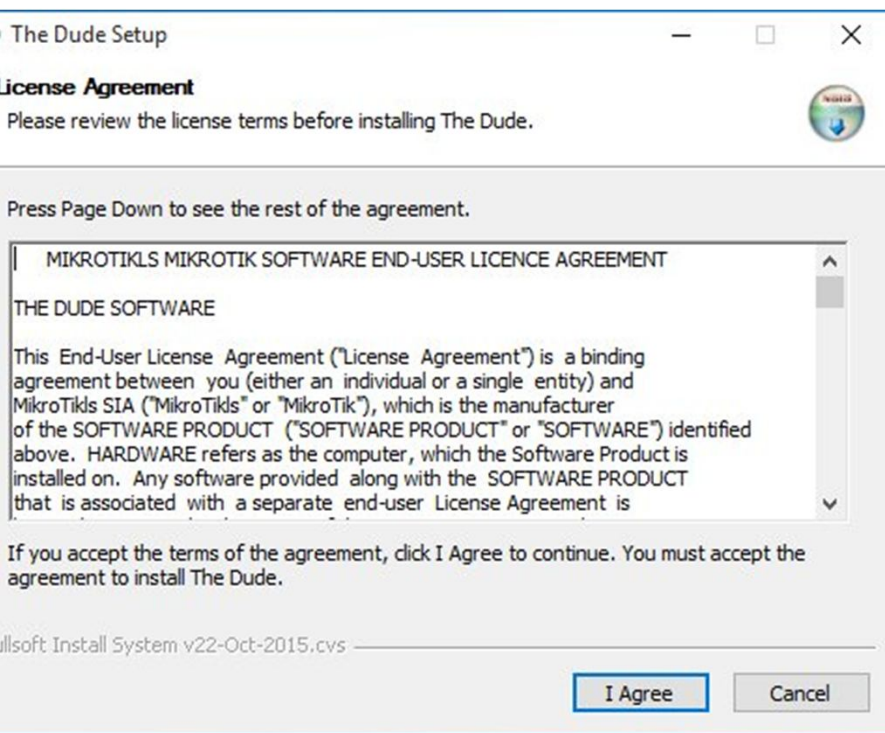 The Dude Setup
License Agreement
Please review the license terms before installing The Dude.
Press Page Down to see the rest of the agreement.
MIKROTIKLS MIKROTIK SOFTWARE END-USER LICENCE AGREEMENT
THE DUDE SOFTWARE
This End-User License Agreement ("License Agreement") is a binding
agreement between you (either an individual or a single entity) and
MikroTikls SIA ("MikroTikls" or "MikroTik"), which is the manufacturer
of the SOFTWARE PRODUCT ("SOFTWARE PRODUCT" or "SOFTWARE") identified
above. HARDWARE refers as the computer, which the Software Product is
installed on. Any software provided along with the SOFTWARE PRODUCT
that is associated with a separate end-user License Agreement is
If you accept the terms of the agreement, click I Agree to continue. You must accept the
agreement to install The Dude.
ullsoft Install System v22-Oct-2015.cvs
I Agree
Cancel